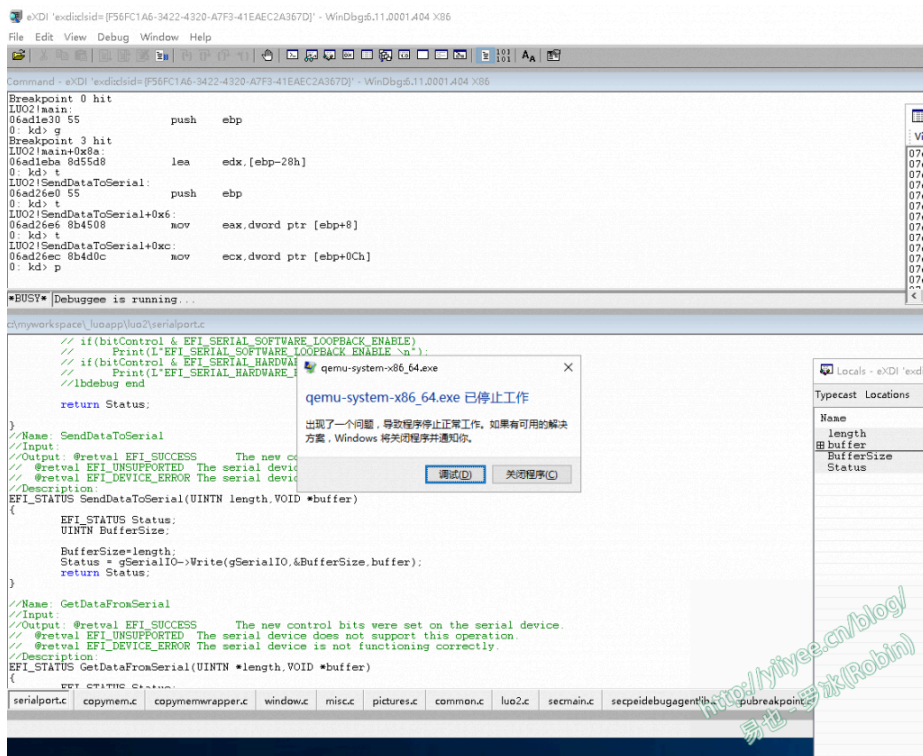 eXDI 'exdi:clsid={F56FC1A6-3422-4320-A7F3-41EAEC2A367D}' - WinDbg:6.11.0001.404 X86
File Edit View Debug Window Help
Command - eXDI 'exdi:clsid={F56FC1A6-3422-4320-A7F3-41EAEC2A367D}' - WinDbg:6.11.0001.404 X86
Breakpoint 0 hit
LUO2!main:
06ad1e30 55 push ebp
0: kd> g
Breakpoint 3 hit
LUO2!main+0x8a:
06ad1eba 8d55d8 lea edx,[ebp-28h]
0: kd> t
LUO2!SendDataToSerial:
06ad26e0 55 push ebp
0: kd> t
LUO2!SendDataToSerial+0x6:
06ad26e6 8b4508 mov eax,dword ptr [ebp+8]
0: kd> t
LUO2!SendDataToSerial+0xc:
06ad26ec 8b4d0c mov ecx,dword ptr [ebp+0Ch]
0: kd> p
*BUSY* Debuggee is running...
c:\myworkspace\_luoapp\luo2\serialport.c
// if(bitControl & EFI_SERIAL_SOFTWARE_LOOPBACK_ENABLE)
// Print(L"EFI_SERIAL_SOFTWARE_LOOPBACK_ENABLE \n");
// if(bitControl & EFI_SERIAL_HARDWA
// Print(L"EFI_SERIAL_HARDWARE_
//lbdebug end
return Status;
}
//Name: SendDataToSerial
//Input:
//Output: @retval EFI_SUCCESS The new co
// @retval EFI_UNSUPPORTED The serial devic
// @retval EFI_DEVICE_ERROR The serial devic
//Description:
EFI_STATUS SendDataToSerial(UINTN length,VOID *buffer)
{
EFI_STATUS Status;
UINTN BufferSize;
BufferSize=length;
Status = gSerialIO->Write(gSerialIO,&BufferSize,buffer);
return Status;
}
//Name: GetDataFromSerial
//Input:
//Output: @retval EFI_SUCCESS The new control bits were set on the serial device.
// @retval EFI_UNSUPPORTED The serial device does not support this operation.
// @retval EFI_DEVICE_ERROR The serial device is not functioning correctly.
//Description:
EFI_STATUS GetDataFromSerial(UINTN *length,VOID *buffer)
{
EFI_STATUS Status;
serialport.c copymem.c copymemwrapper.c window.c misc.c pictures.c common.c luo2.c secmain.c secpeidebugagentlib. pubreakpoint.c
qemu-system-x86_64.exe
qemu-system-x86_64.exe 已停止工作
出现了一个问题，导致程序停止正常工作。如果有可用的解决
方案，Windows 将关闭程序并通知你。
调试(D) 关闭程序(C)
Locals - eXDI 'exdi
Typecast Locations
Name
length
buffer
BufferSize
Status
http://yiiyee.cn/blog/
易也 - 罗冰(Robin)